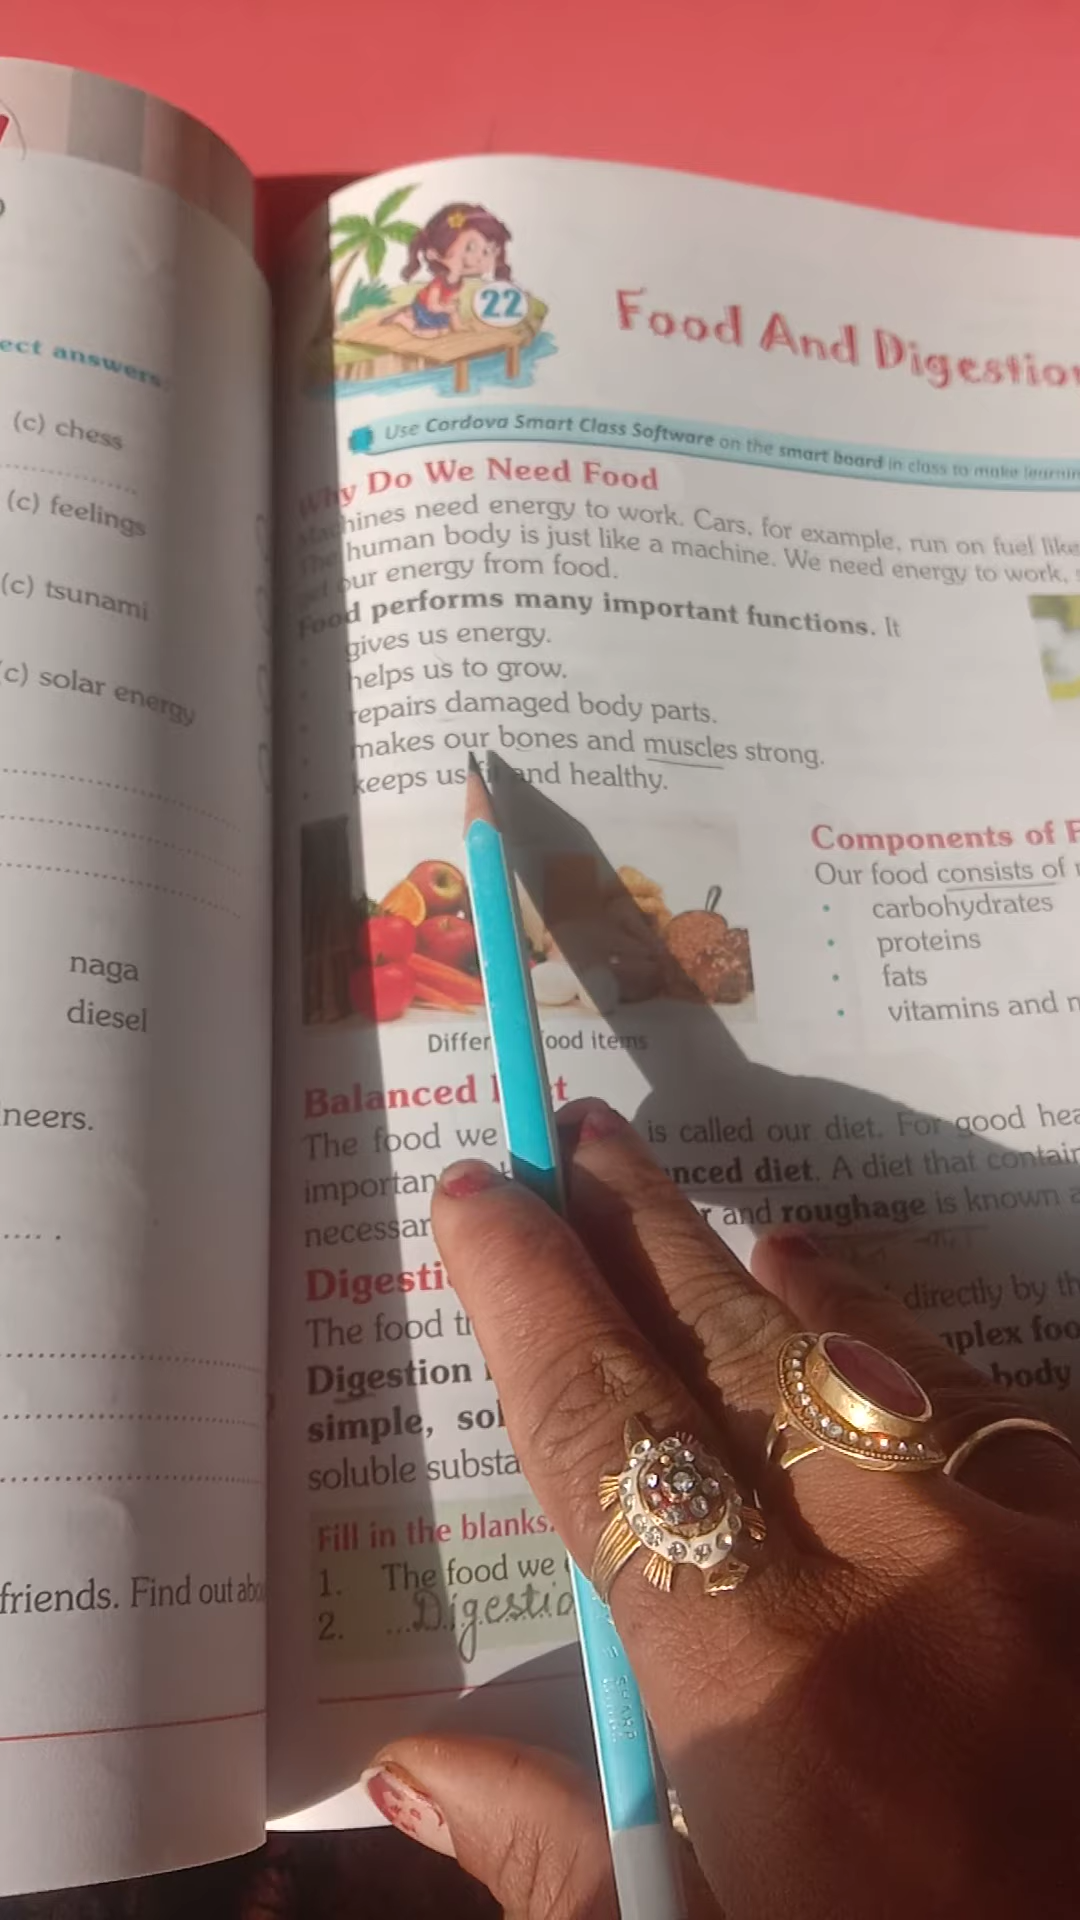 ect answers
(c) chess
(c) feelings
(c) tsunami
(c) solar energy
naga
diesel
neers.
friends. Find out abo
22
Food And Digestion
Use Cordova Smart Class Software on the smart board in class to make learnin
Why Do We Need Food
Machines need energy to work. Cars, for example, run on fuel like
The human body is just like a machine. We need energy to work,
get our energy from food.
Food performs many important functions. It
gives us energy.
helps us to grow.
repairs damaged body parts.
makes our bones and muscles strong.
keeps us and healthy.
Differ ood items
Components of F
Our food consists of
• carbohydrates
• proteins
• fats
• vitamins and
Balanced
The food we is called our diet. For good hea
important nced diet. A diet that contain
necessar and roughage is known a
Digesti
The food directly by th
Digestion mplex foo
simple, sol body
soluble substa
Fill in the blanks.
1. The food we
2. ...Digestio